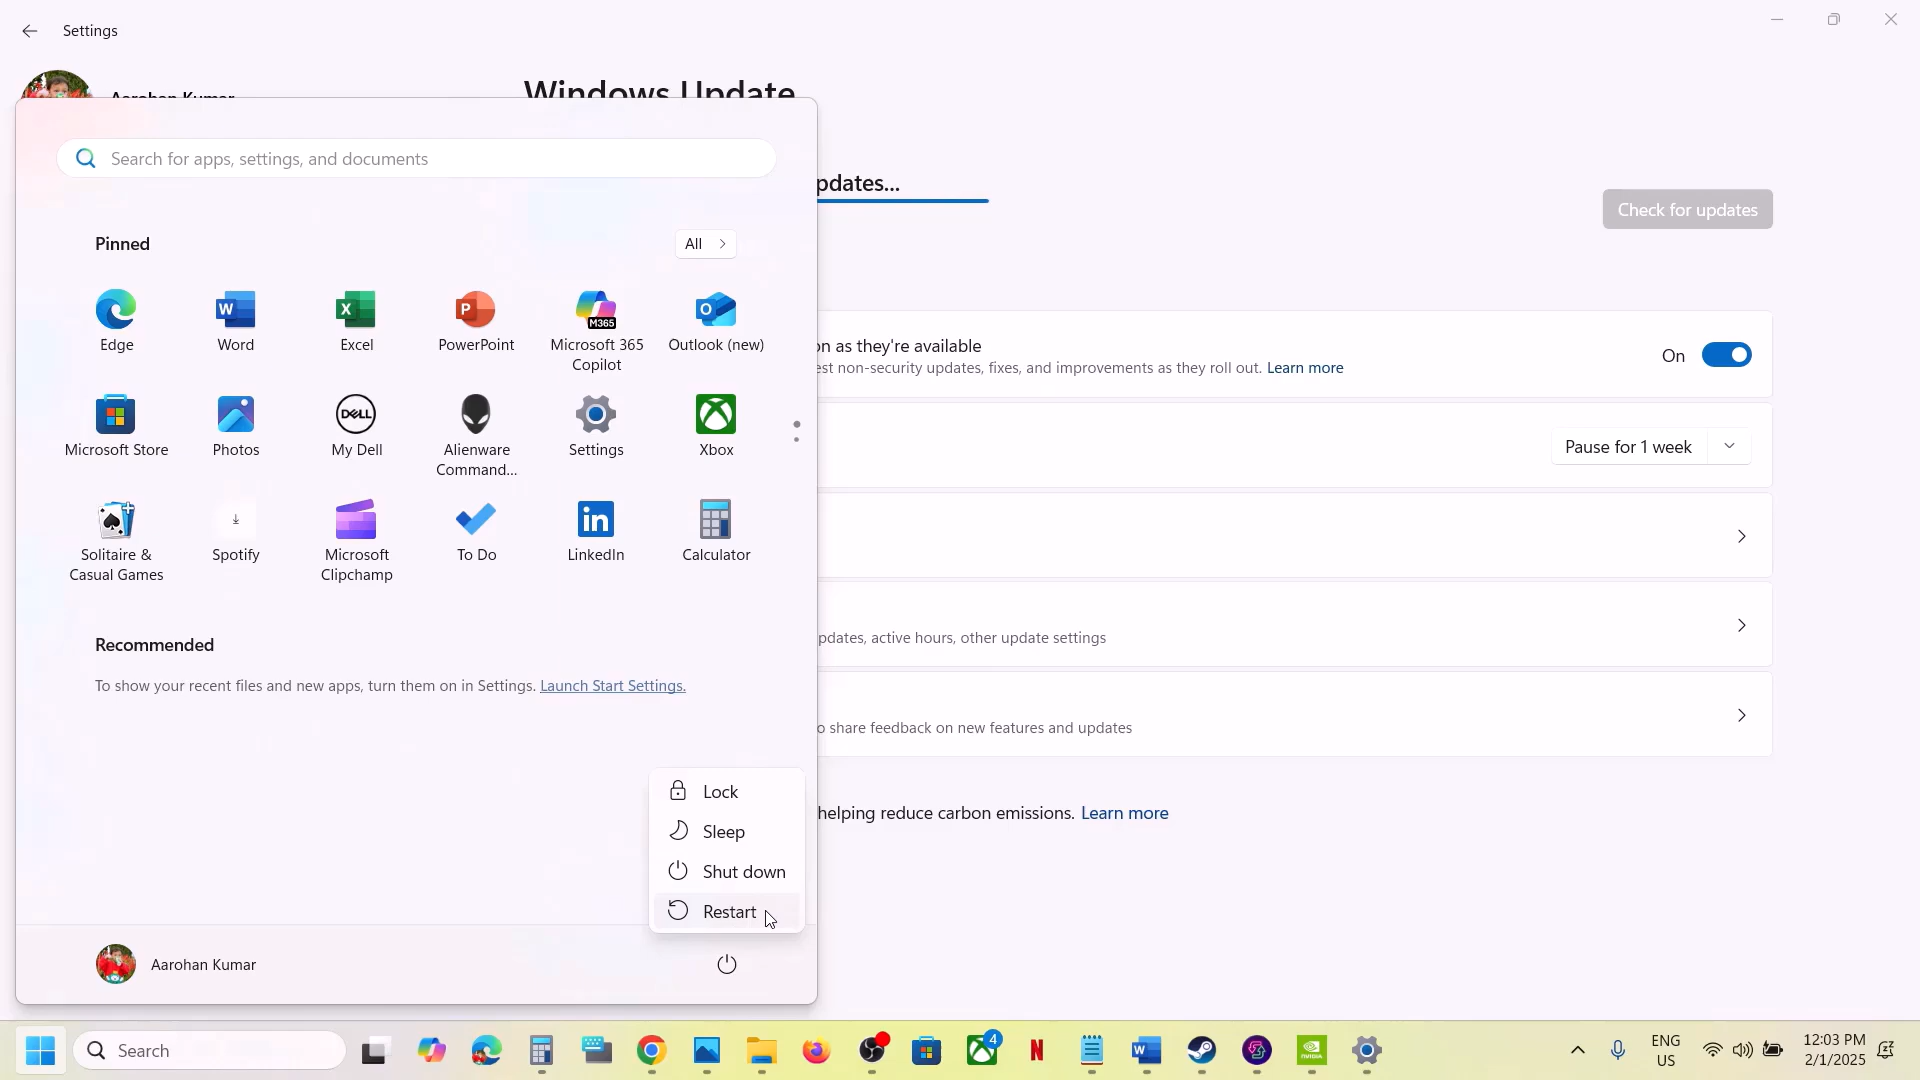 Settings
Aarohan Kumar
Windows Update
Search for apps, settings, and documents
pdates...
Check for updates
Pinned
All
Edge
Word
Excel
PowerPoint
M365
Microsoft 365
Copilot
Outlook (new)
on as they're available
est non-security updates, fixes, and improvements as they roll out. Learn more
On
Pause for 1 week
DELL
Microsoft Store
Photos
My Dell
Alienware
Command...
Settings
Xbox
Solitaire &
Casual Games
Spotify
Microsoft
Clipchamp
To Do
LinkedIn
Calculator
pdates, active hours, other update settings
Recommended
To show your recent files and new apps, turn them on in Settings. Launch Start Settings.
o share feedback on new features and updates
Lock
Sleep
Shut down
Restart
helping reduce carbon emissions. Learn more
Aarohan Kumar
Search
4
ENG
US
12:03 PM
2/1/2025